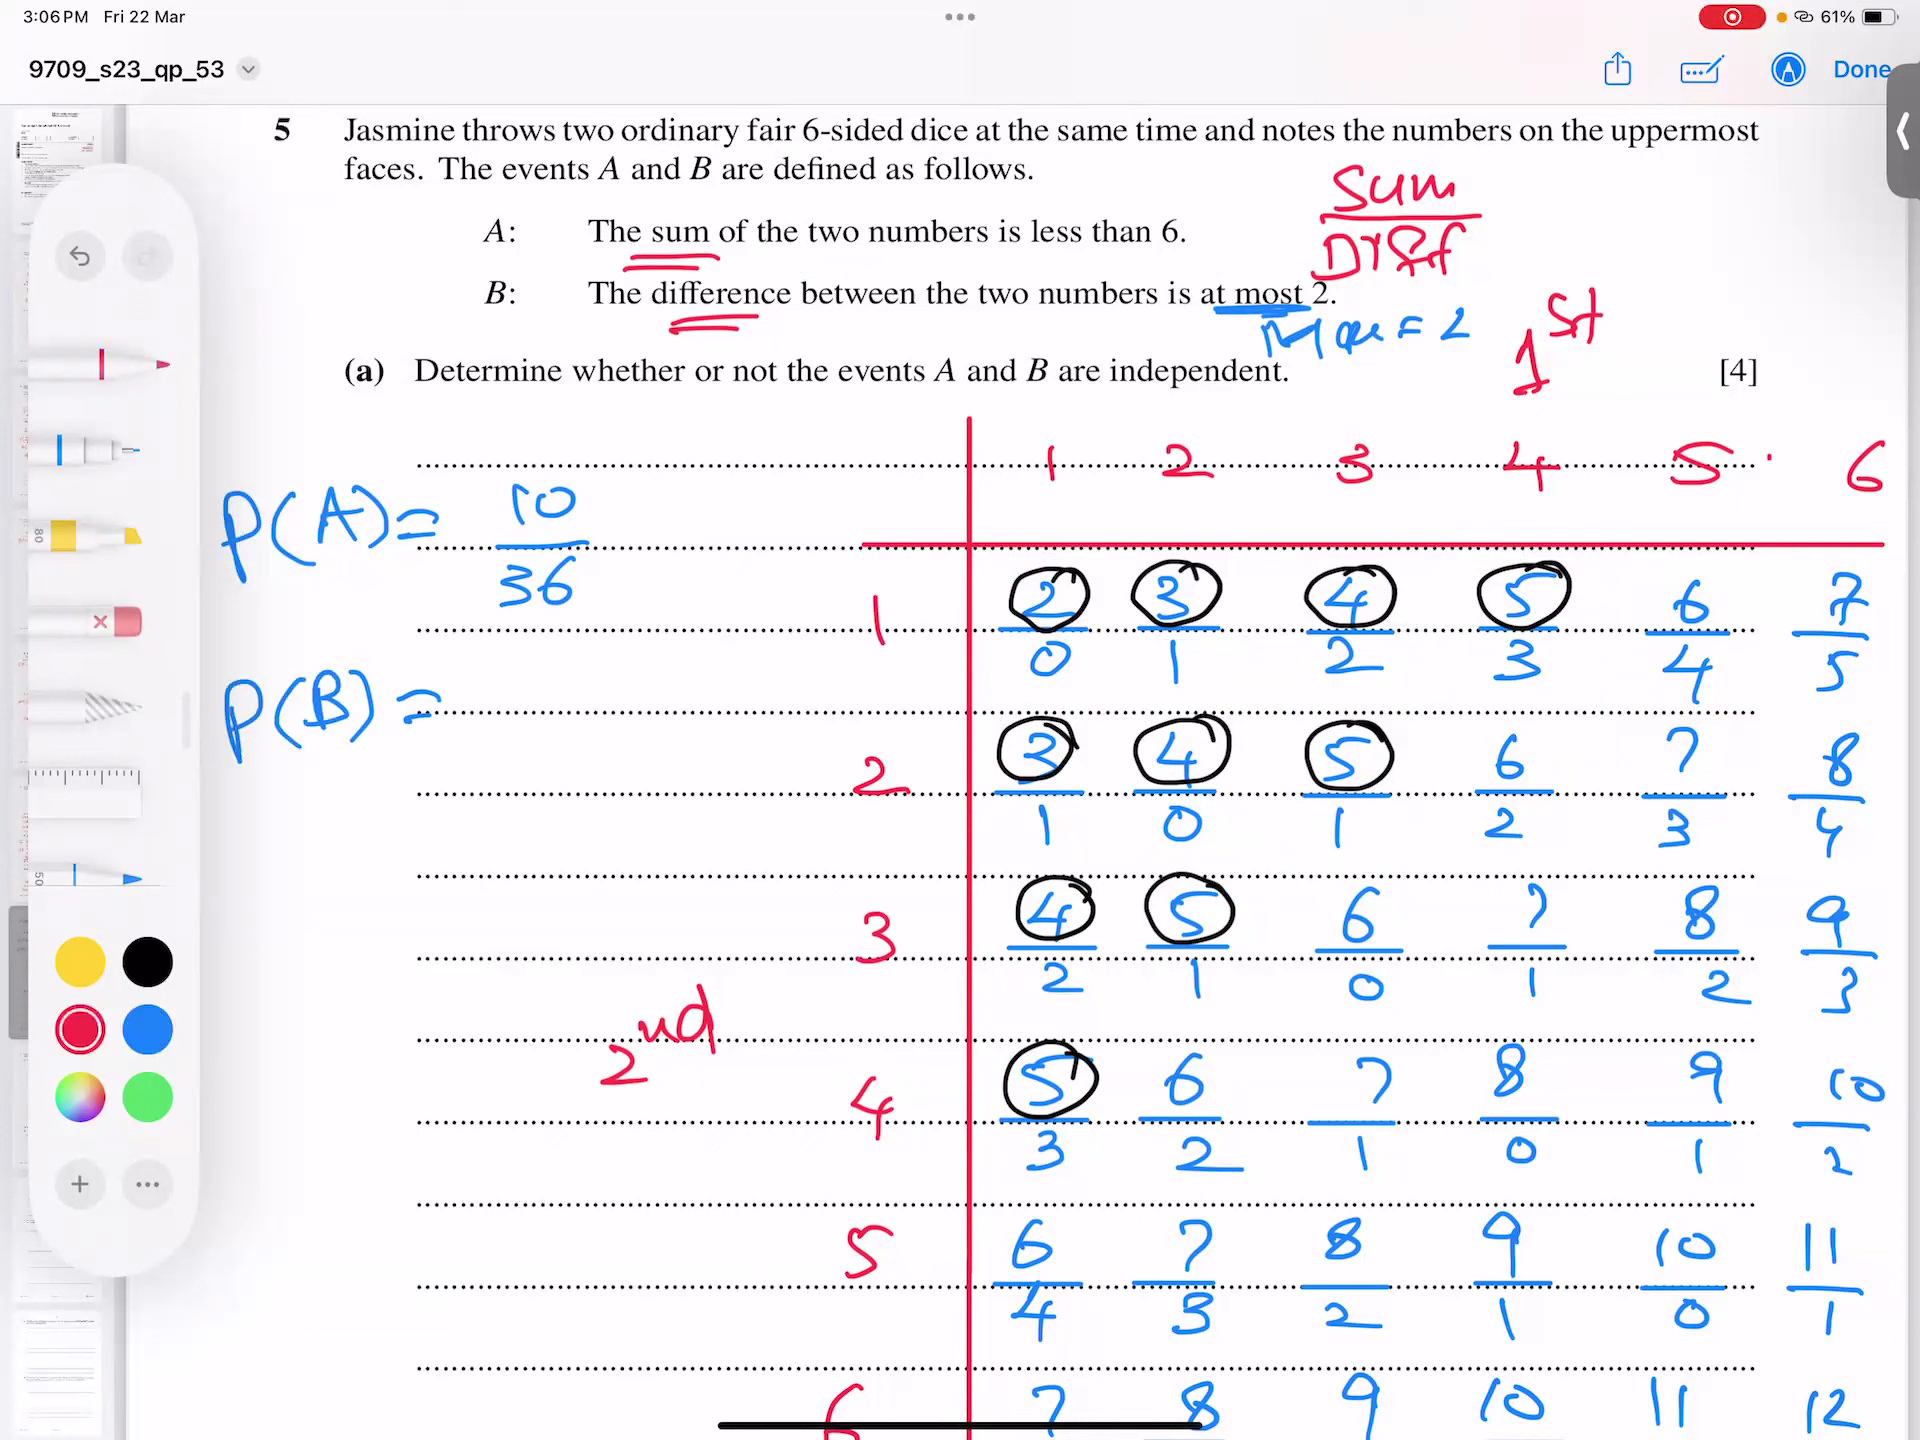 3:06 PM Fri 22 Mar
61%
9709_s23_qp_53
Done
5 Jasmine throws two ordinary fair 6-sided dice at the same time and notes the numbers on the uppermost
faces. The events A and B are defined as follows.
Sum
Diff
A: The sum of the two numbers is less than 6.
B: The difference between the two numbers is at most 2.
Max = 2
1st
(a) Determine whether or not the events A and B are independent. [4]
1 2 3 4 5 6
P(A) = 10/36
1 2/0 3/1 4/2 5/3 6/4 7/5
P(B) =
2 3/1 4/0 5/1 6/2 7/3 8/4
3 4/2 5/1 6/0 7/1 8/2 9/3
2nd
4 5/3 6/2 7/1 8/0 9/1 10/2
5 6/4 7/3 8/2 9/1 10/0 11/1
6 7 8 9 10 11 12
80
50